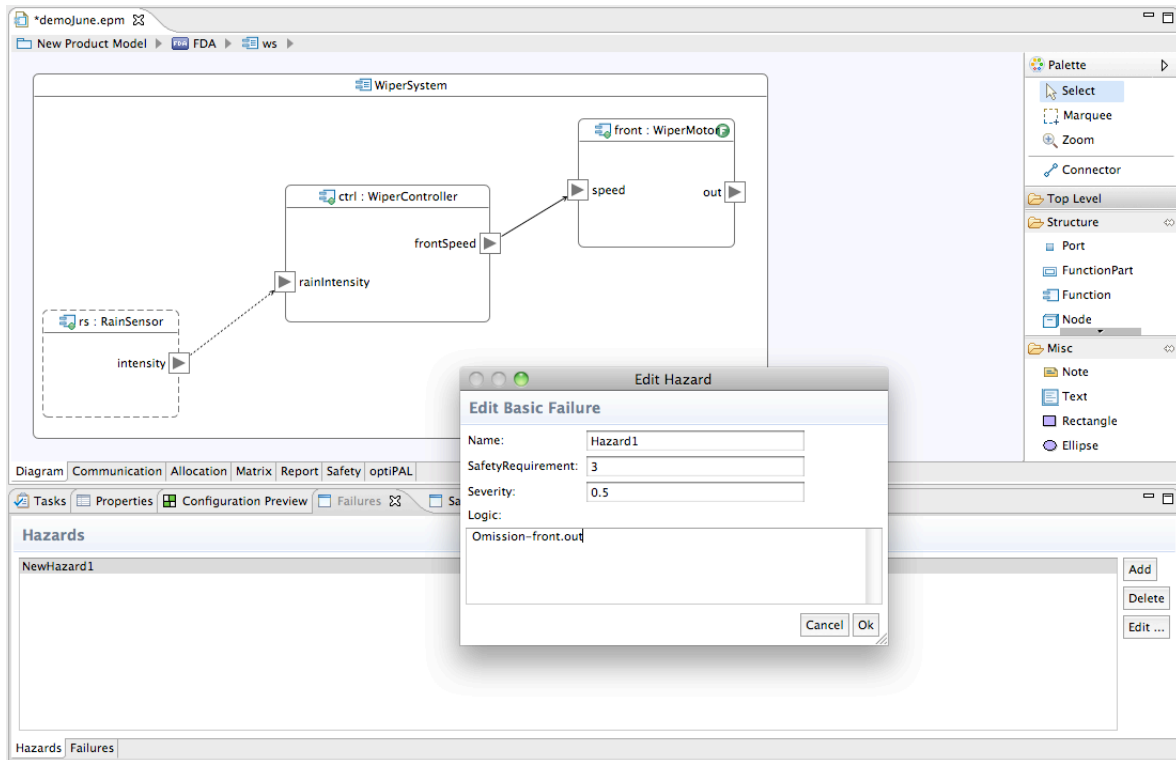 *demoJune.epm
New Product Model FDA ws
WiperSystem
front : WiperMotor F
speed
out
ctrl : WiperController
frontSpeed
rainIntensity
rs : RainSensor
intensity
Palette
Select
Marquee
Zoom
Connector
Top Level
Structure
Port
FunctionPart
Function
Node
Misc
Note
Text
Rectangle
Ellipse
Diagram Communication Allocation Matrix Report Safety optiPAL
Tasks Properties Configuration Preview Failures Sa
Hazards
NewHazard1
Add
Delete
Edit ...
Hazards Failures
Edit Hazard
Edit Basic Failure
Name: Hazard1
SafetyRequirement: 3
Severity: 0.5
Logic:
Omission-front.out
Cancel Ok